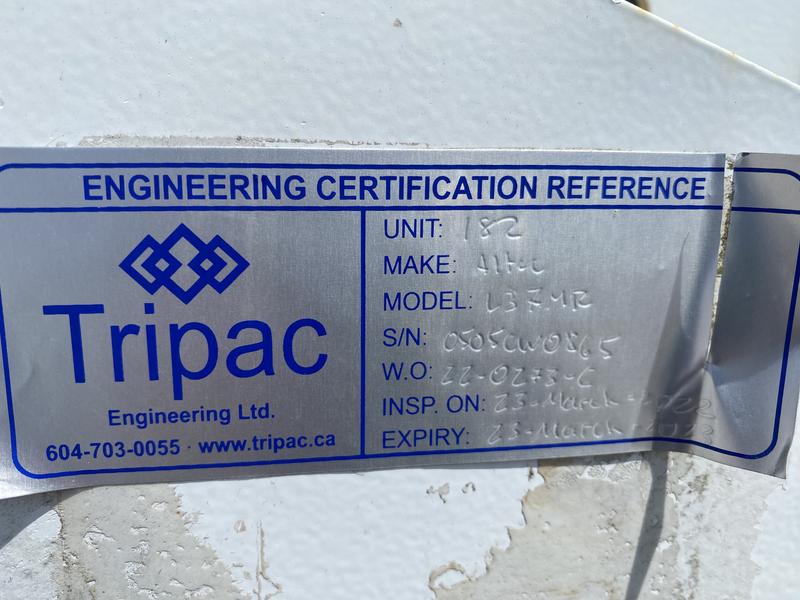 ENGINEERING CERTIFICATION REFERENCE
Tripac
Engineering Ltd.
604-703-0055 · www.tripac.ca
UNIT: 182
MAKE: Altec
MODEL: L37MR
S/N: 0505CW0865
W.O: 22-0273-C
INSP. ON: 23-March-2022
EXPIRY: 23-March-